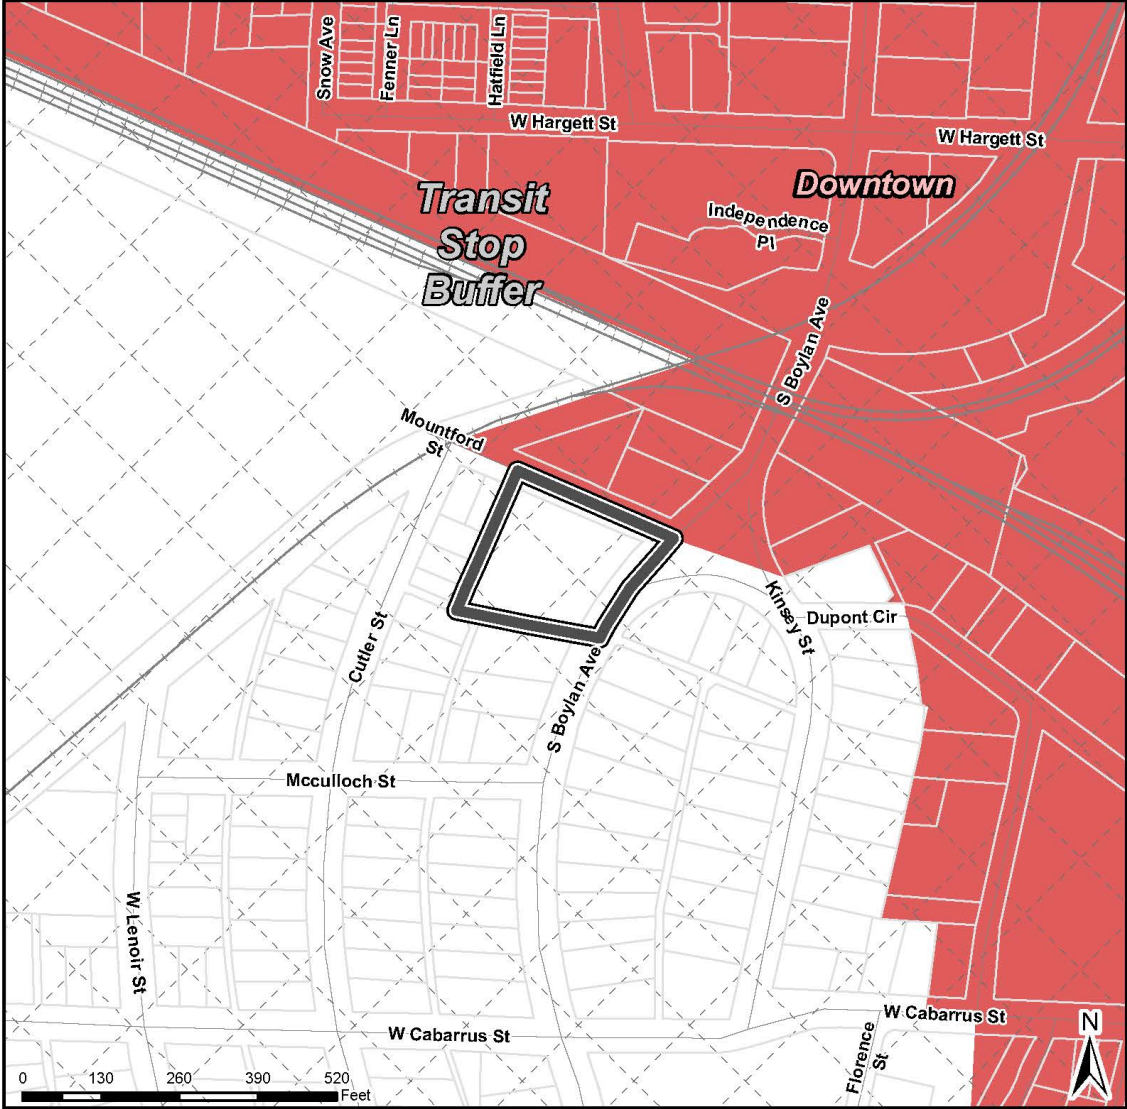 Snow Ave
Fenner Ln
Hatfield Ln
W Hargett St
W Hargett St
Transit
Stop
Buffer
Downtown
Independence
Pl
S Boylan Ave
Mountford
St
Kinsey St
Dupont Cir
Cutler St
S Boylan Ave
Mcculloch St
W Lenoir St
W Cabarrus St
W Cabarrus St
Florence
St
N
0 130 260 390 520
Feet